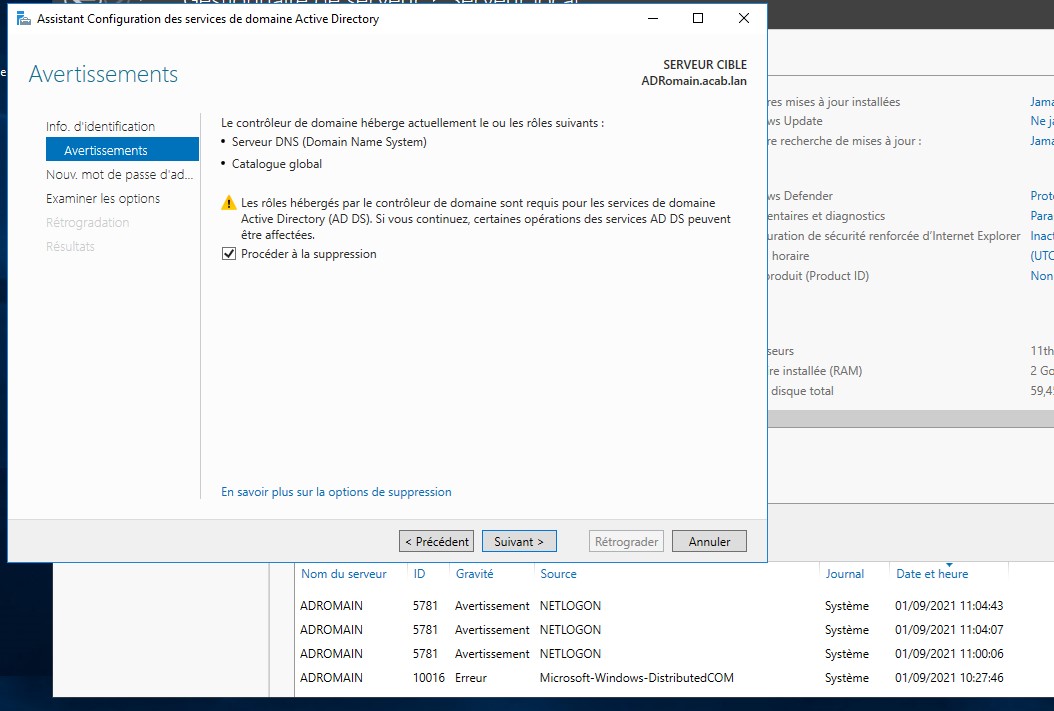 Assistant Configuration des services de domaine Active Directory
Avertissements
SERVEUR CIBLE
ADRomain.acab.lan
Info. d'identification
Avertissements
Nouv. mot de passe d'ad...
Examiner les options
Rétrogradation
Résultats
Le contrôleur de domaine héberge actuellement le ou les rôles suivants :
• Serveur DNS (Domain Name System)
• Catalogue global
Les rôles hébergés par le contrôleur de domaine sont requis pour les services de domaine
Active Directory (AD DS). Si vous continuez, certaines opérations des services AD DS peuvent
être affectées.
Procéder à la suppression
En savoir plus sur la options de suppression
< Précédent
Suivant >
Rétrograder
Annuler
res mises à jour installées
Jama
ws Update
Ne ja
re recherche de mises à jour :
Jama
ws Defender
Prote
entaires et diagnostics
Para
uration de sécurité renforcée d'Internet Explorer
Inact
horaire
(UTC
produit (Product ID)
Non
seurs
11th
re installée (RAM)
2 Go
disque total
59,45
Nom du serveur ID Gravité Source Journal Date et heure
ADROMAIN 5781 Avertissement NETLOGON Système 01/09/2021 11:04:43
ADROMAIN 5781 Avertissement NETLOGON Système 01/09/2021 11:04:07
ADROMAIN 5781 Avertissement NETLOGON Système 01/09/2021 11:00:06
ADROMAIN 10016 Erreur Microsoft-Windows-DistributedCOM Système 01/09/2021 10:27:46